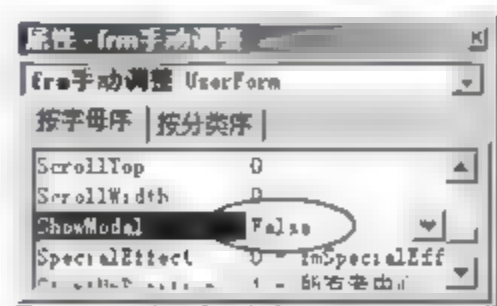 属性 - frm手动调整
frm手动调整 UserForm
按字母序 按分类序
ScrollTop 0
ScrollWidth 0
ShowModal False
SpecialEffect 0 - fmSpecialEff